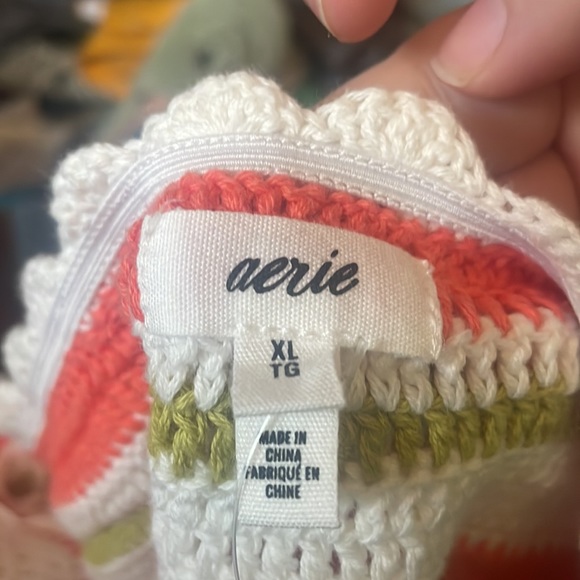 aerie
XL
TG
MADE IN
CHINA
FABRIQUÉ EN
CHINE